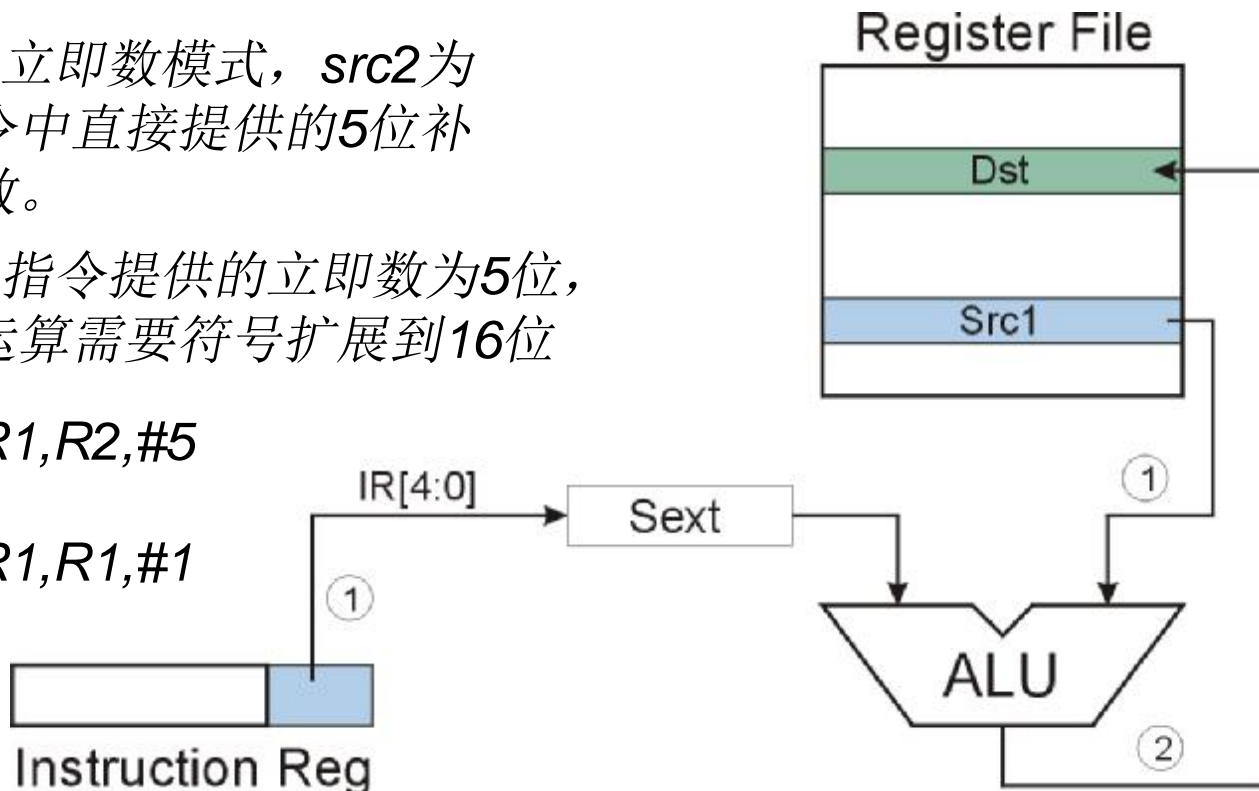 立即数模式，src2为
令中直接提供的5位补
数。
指令提供的立即数为5位，
运算需要符号扩展到16位
R1,R2,#5
R1,R1,#1
Register File
Dst
Src1
IR[4:0]
Sext
1
1
ALU
2
Instruction Reg